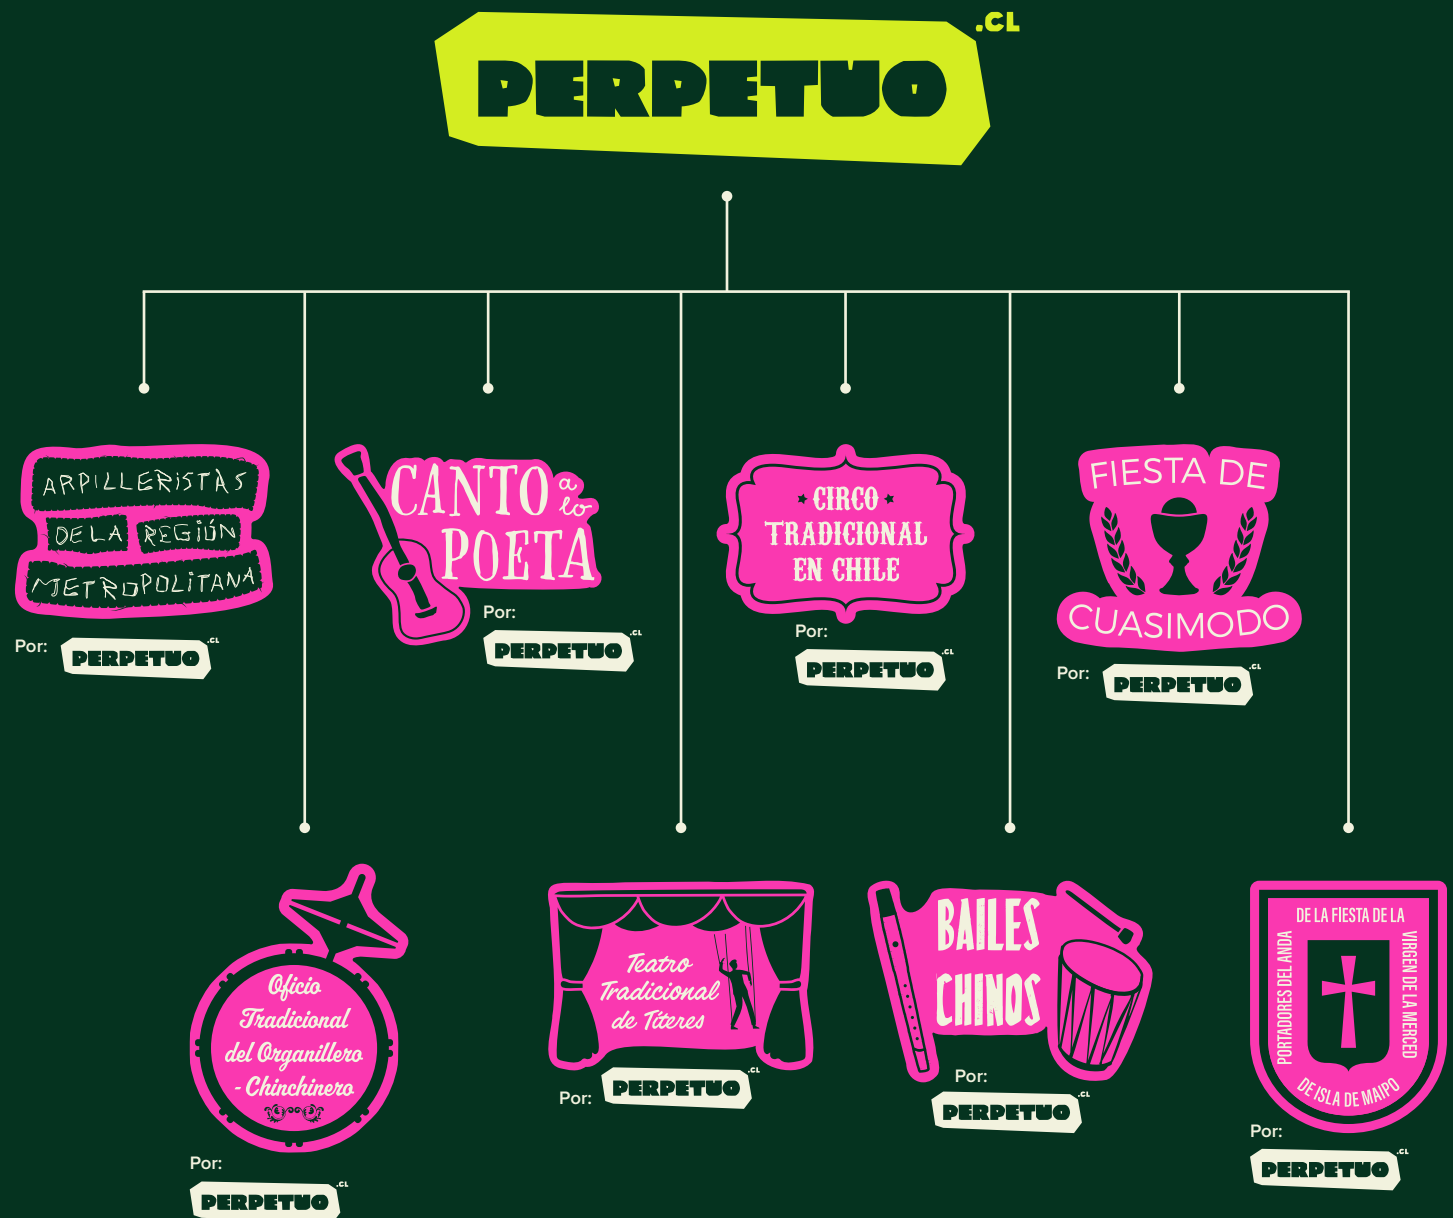 PERPETUO
.CL
ARPILLERiSTAS
DE LA REGIÓN
METROPOLiTANA
Por:
PERPETUO
.CL
CANTO a
lo
POETA
Por:
PERPETUO
.CL
CIRCO
TRADICIONAL
EN CHILE
Por:
PERPETUO
.CL
FIESTA DE
CUASIMODO
Por:
PERPETUO
.CL
Oficio
Tradicional
del Organillero
- Chinchinero
Por:
PERPETUO
.CL
Teatro
Tradicional
de Títeres
Por:
PERPETUO
.CL
BAILES
CHINOS
Por:
PERPETUO
.CL
PORTADORES DEL ANDA
DE LA FIESTA DE LA
VIRGEN DE LA MERCED
DE ISLA DE MAIPO
Por:
PERPETUO
.CL